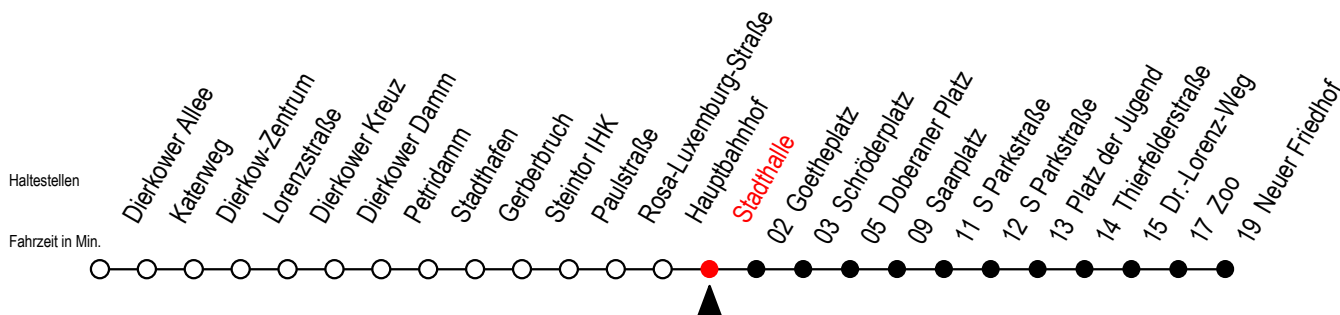 Haltestellen
Fahrzeit in Min.
Dierkower Allee
Katerweg
Dierkow-Zentrum
Lorenzstraße
Dierkower Kreuz
Dierkower Damm
Petridamm
Stadthafen
Gerberbruch
Steintor IHK
Paulstraße
Rosa-Luxemburg-Straße
Hauptbahnhof
Stadthalle
02 Goetheplatz
03 Schröderplatz
05 Doberaner Platz
09 Saarplatz
11 S Parkstraße
12 S Parkstraße
13 Platz der Jugend
14 Thierfelderstraße
15 Dr.-Lorenz-Weg
17 Zoo
19 Neuer Friedhof